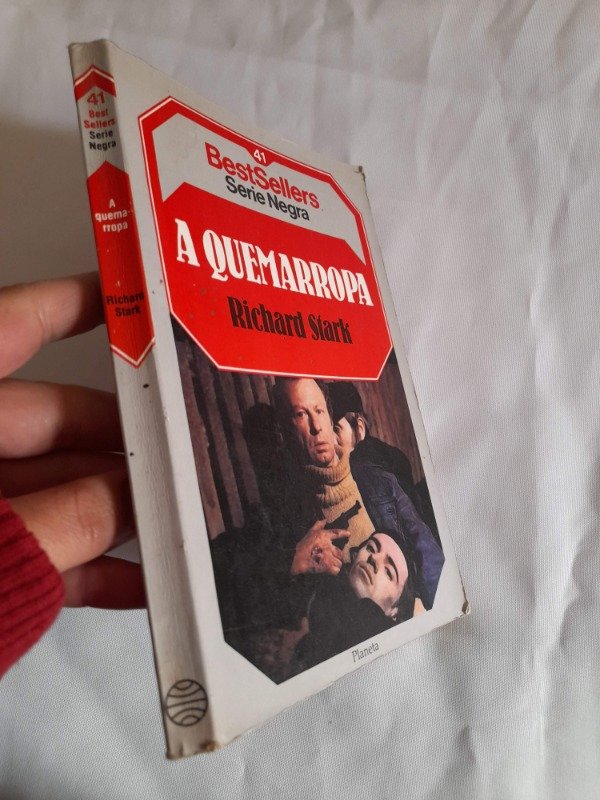 41
Best
Sellers
Serie
Negra
A
quema-
rropa
Richard
Stark
41
BestSellers
Serie Negra
A QUEMARROPA
Richard Stark
Planeta